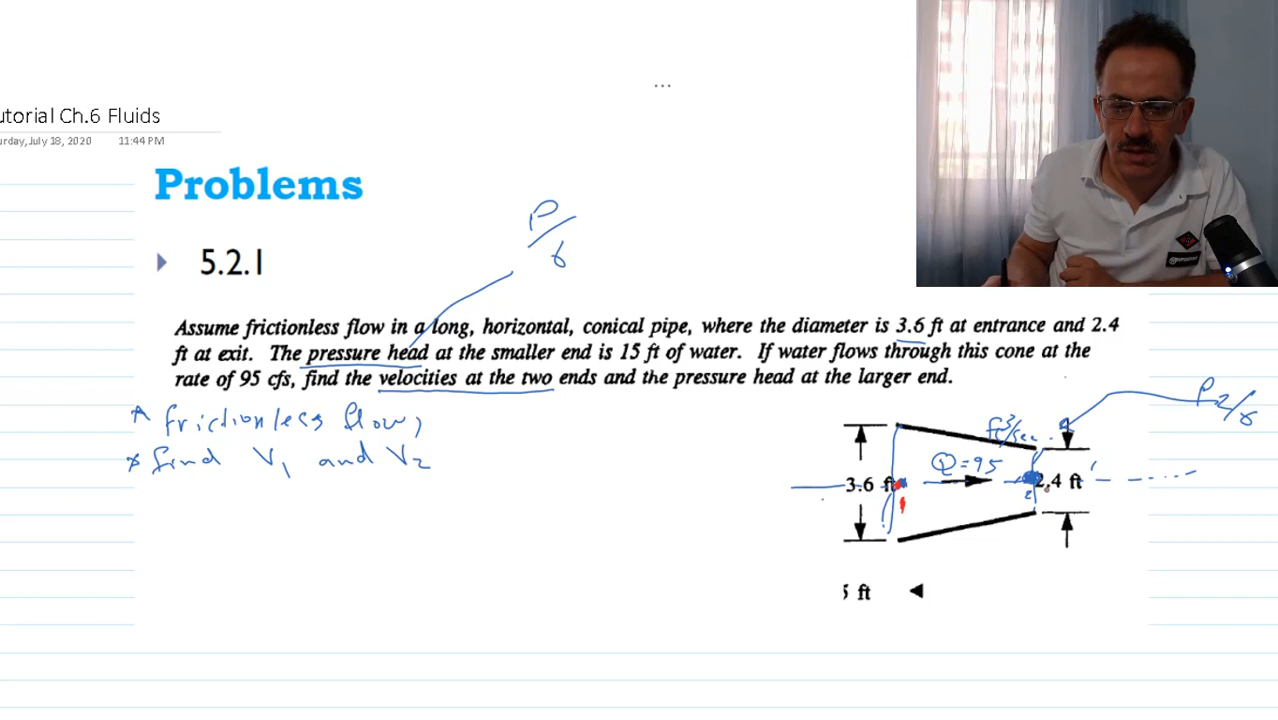 ...
utorial Ch.6 Fluids
urday, July 18, 2020 11:44 PM
Problems
5.2.1
P/γ
Assume frictionless flow in a long, horizontal, conical pipe, where the diameter is 3.6 ft at entrance and 2.4
ft at exit. The pressure head at the smaller end is 15 ft of water. If water flows through this cone at the
rate of 95 cfs, find the velocities at the two ends and the pressure head at the larger end.
* frictionless flow,
* find V1 and V2
P2/γ
ft³/sec
Q=95
3.6 ft
2.4 ft
1
2
5 ft